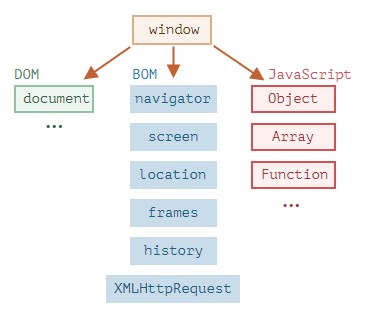 window
DOM
BOM
JavaScript
document
navigator
Object
...
screen
Array
location
Function
frames
...
history
XMLHttpRequest